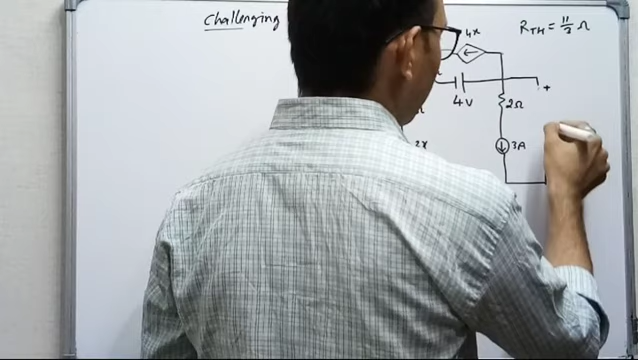 Challenging
R_TH = 11/2 Ω
4x
+
4V
2Ω
2x
3A